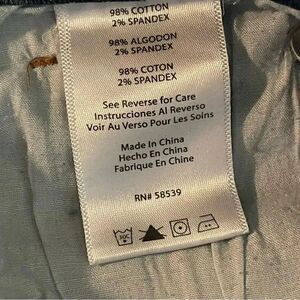 98% COTTON
2% SPANDEX
98% ALGODON
2% SPANDEX
98% COTON
2% SPANDEX
See Reverse for Care
Instrucciones Al Reverso
Voir Au Verso Pour Les Soins
Made In China
Hecho En China
Fabrique En Chine
RN# 58539
30C